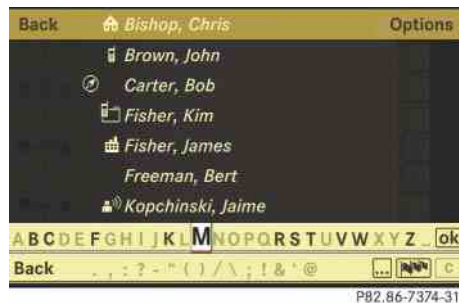 Back Bishop, Chris Options
Brown, John
Carter, Bob
Fisher, Kim
Fisher, James
Freeman, Bert
Kopchinski, Jaime
A B C D E F G H I J K L M N O P Q R S T U V W X Y Z _ ok
Back . , : ? - " ( ) / \ ; ! & ' @ ... C
P82.86-7374-31